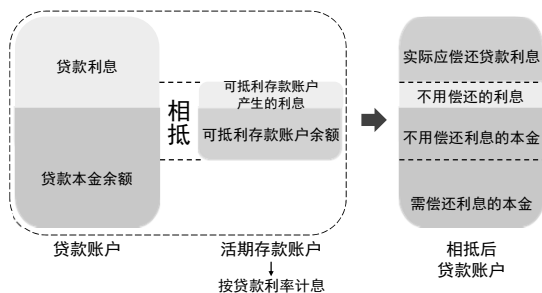 贷款利息
贷款本金余额
相
抵
可抵利存款账户
产生的利息
可抵利存款账户余额
实际应偿还贷款利息
不用偿还的利息
不用偿还利息的本金
需偿还利息的本金
贷款账户
活期存款账户
按贷款利率计息
相抵后
贷款账户